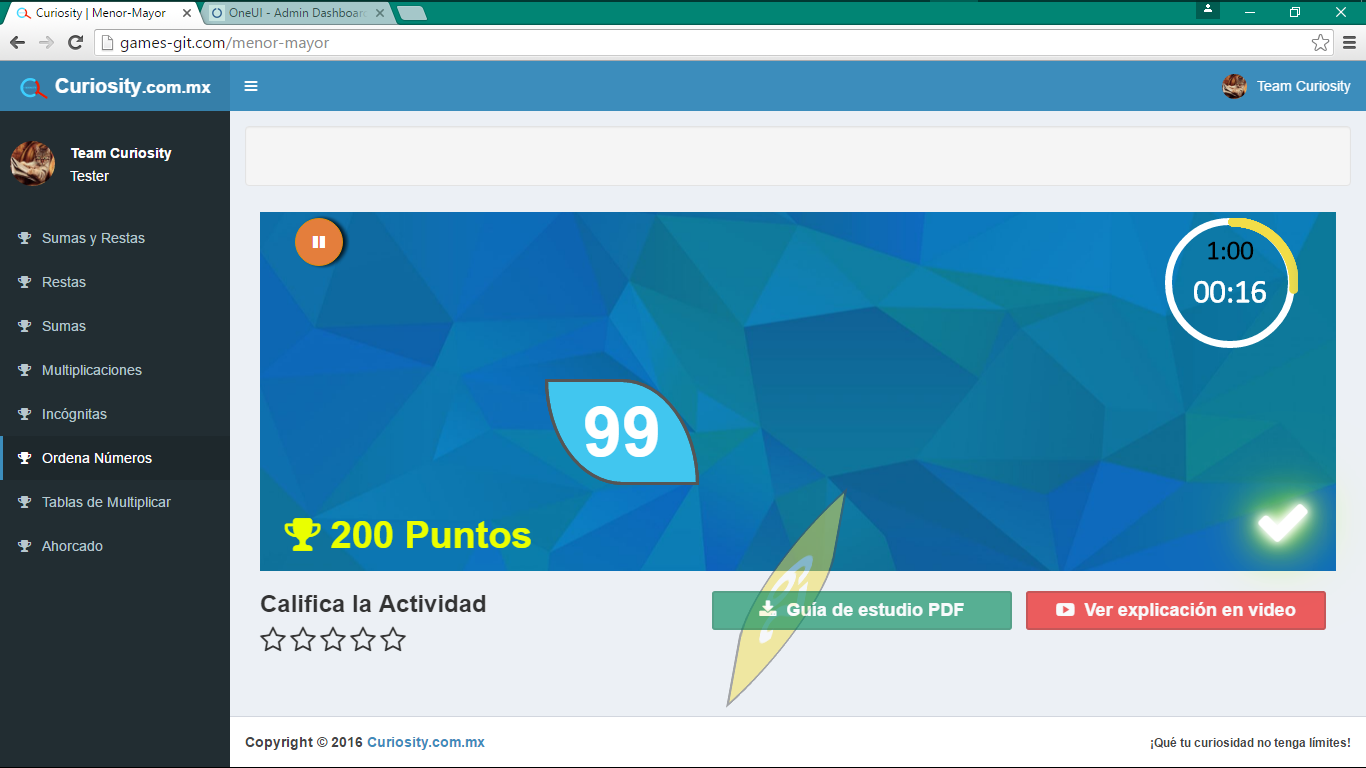 Curiosity | Menor-Mayor
OneUI - Admin Dashboar
games-git.com/menor-mayor
Curiosity.com.mx
Team Curiosity
Team Curiosity
Tester
Sumas y Restas
Restas
Sumas
Multiplicaciones
Incógnitas
Ordena Números
Tablas de Multiplicar
Ahorcado
1:00
00:16
99
200 Puntos
Califica la Actividad
Guía de estudio PDF
Ver explicación en video
Copyright © 2016 Curiosity.com.mx
¡Qué tu curiosidad no tenga límites!